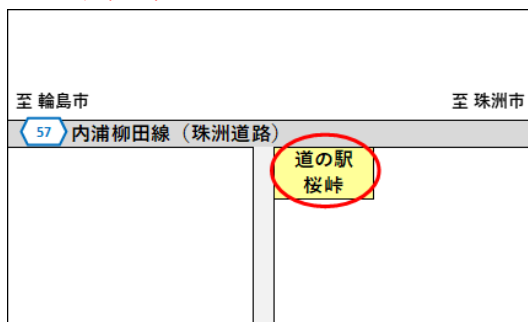 至 輪島市
至 珠洲市
57 内浦柳田線（珠洲道路）
道の駅
桜峠